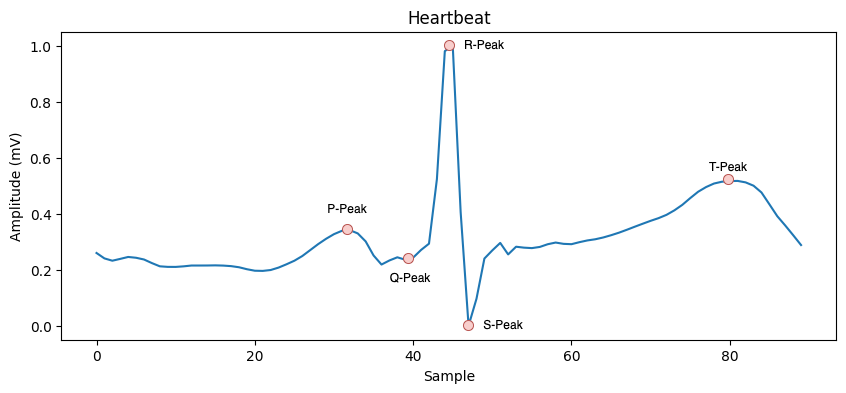 Heartbeat
1.0
R-Peak
0.8
0.6
T-Peak
Amplitude (mV)
0.4
P-Peak
0.2
Q-Peak
0.0
S-Peak
0 20 40 60 80
Sample